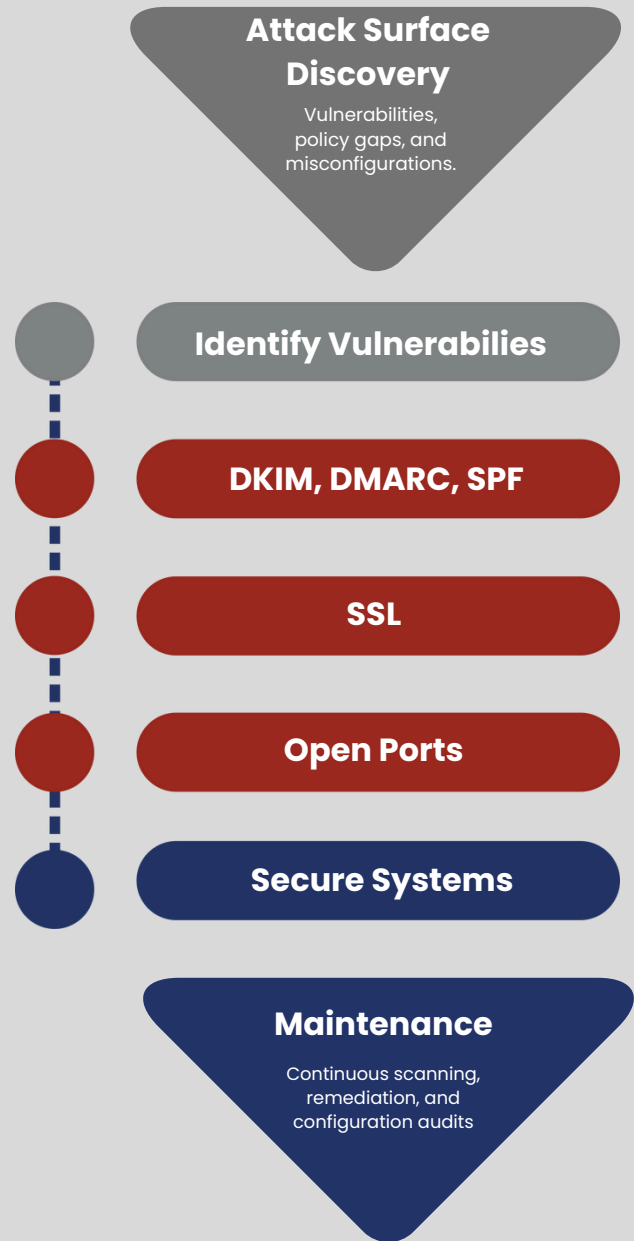 Attack Surface
Discovery
Vulnerabilities,
policy gaps, and
misconfigurations.
Identify Vulnerabilies
DKIM, DMARC, SPF
SSL
Open Ports
Secure Systems
Maintenance
Continuous scanning,
remediation, and
configuration audits